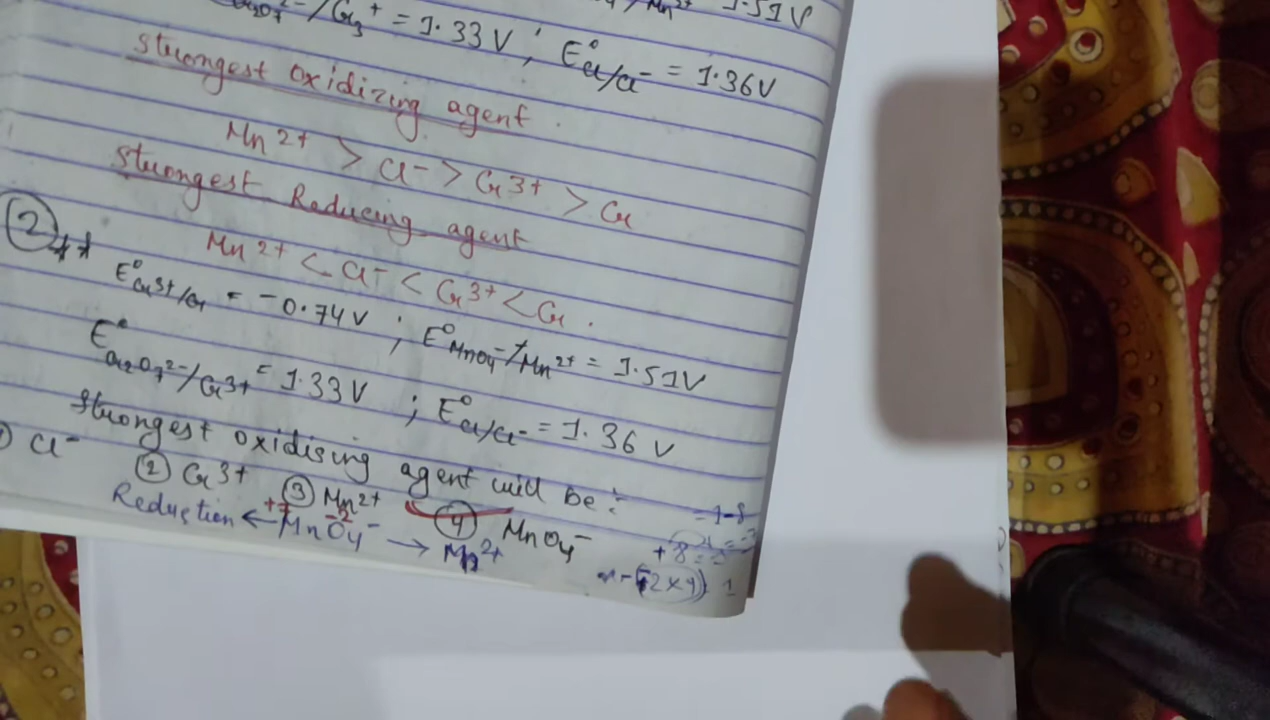 /Cr3+ = 1.33 V ; E°Cl/Cl- = 1.36V
strongest oxidizing agent
Mn2+ > Cl- > Cr3+ > Cr
strongest Reducing agent
Mn2+ < Cl- < Cr3+ < Cr.
2 **
E°Cr3+/Cr = -0.74V ; E°MnO4-/Mn2+ = 1.51V
E°Cr2O72-/Cr3+ = 1.33 V ; E°Cl/Cl- = 1.36 V
strongest oxidising agent will be :
Cl- 2 Cr3+ 3 Mn2+ 4 MnO4-
Reduction ← MnO4- → Mn2+
+7 -2